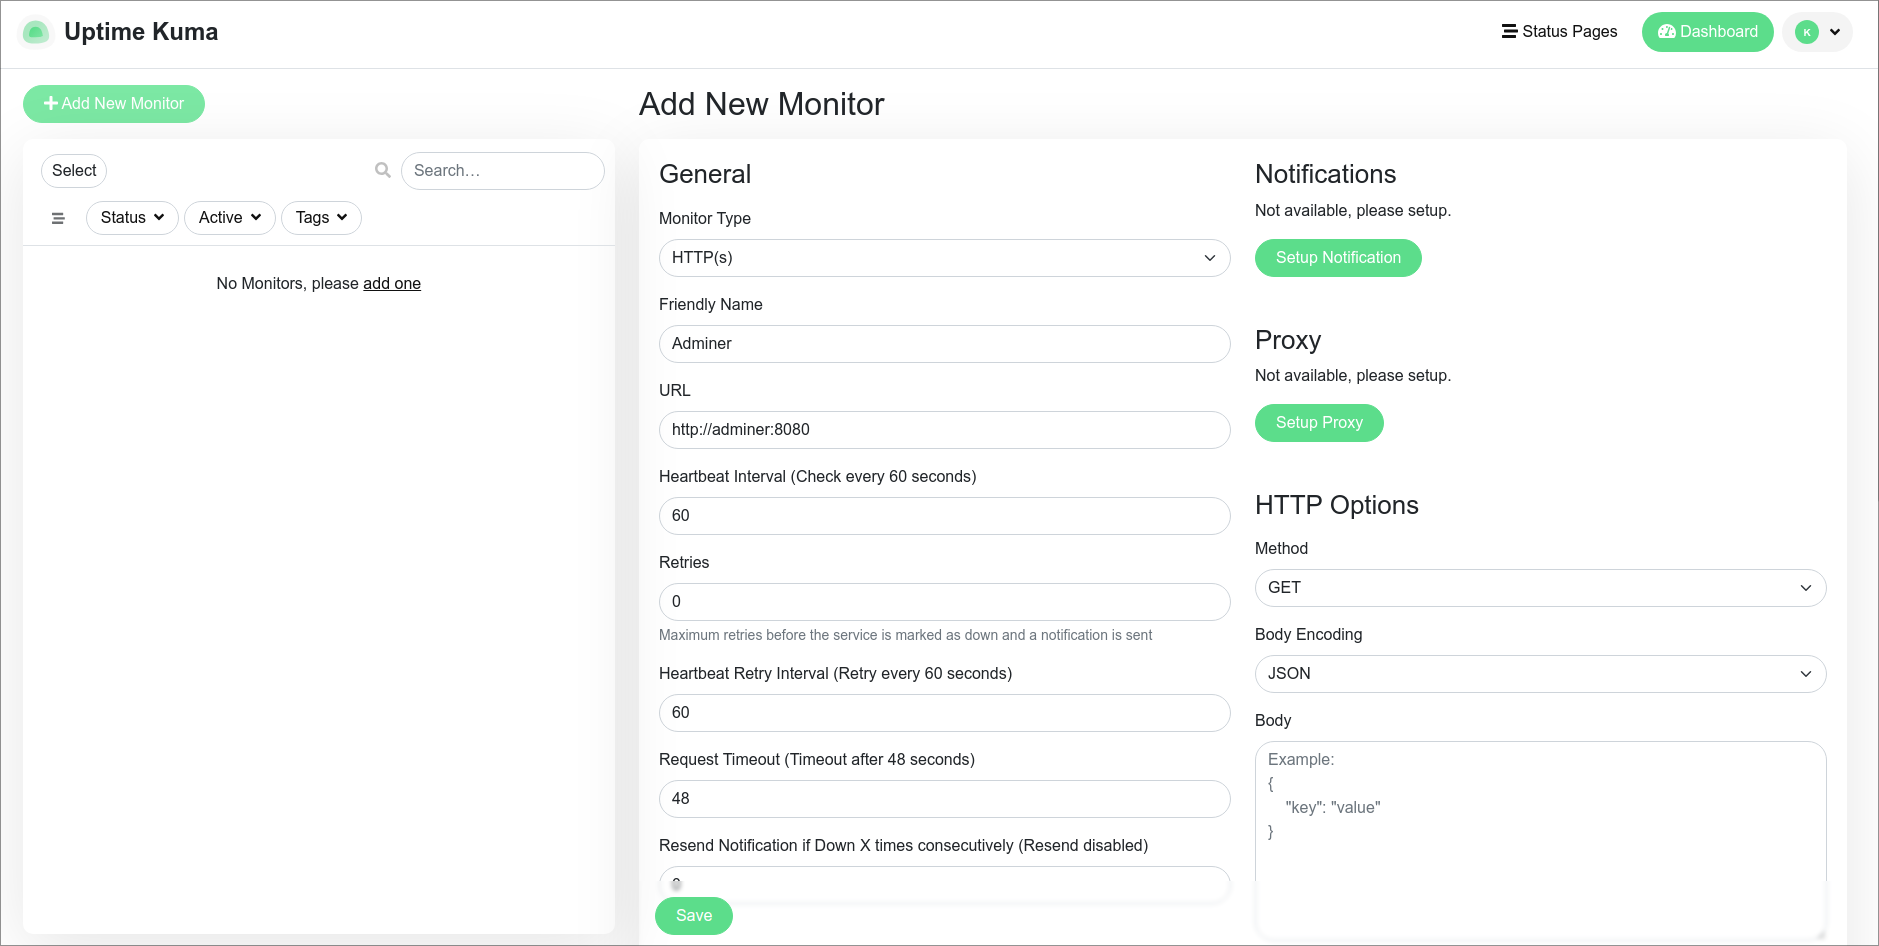 Uptime Kuma
Status Pages
Dashboard
K
Add New Monitor
Select
Search...
Status
Active
Tags
No Monitors, please add one
Add New Monitor
General
Monitor Type
HTTP(s)
Friendly Name
Adminer
URL
http://adminer:8080
Heartbeat Interval (Check every 60 seconds)
60
Retries
0
Maximum retries before the service is marked as down and a notification is sent
Heartbeat Retry Interval (Retry every 60 seconds)
60
Request Timeout (Timeout after 48 seconds)
48
Resend Notification if Down X times consecutively (Resend disabled)
Save
Notifications
Not available, please setup.
Setup Notification
Proxy
Not available, please setup.
Setup Proxy
HTTP Options
Method
GET
Body Encoding
JSON
Body
Example:
{
"key": "value"
}